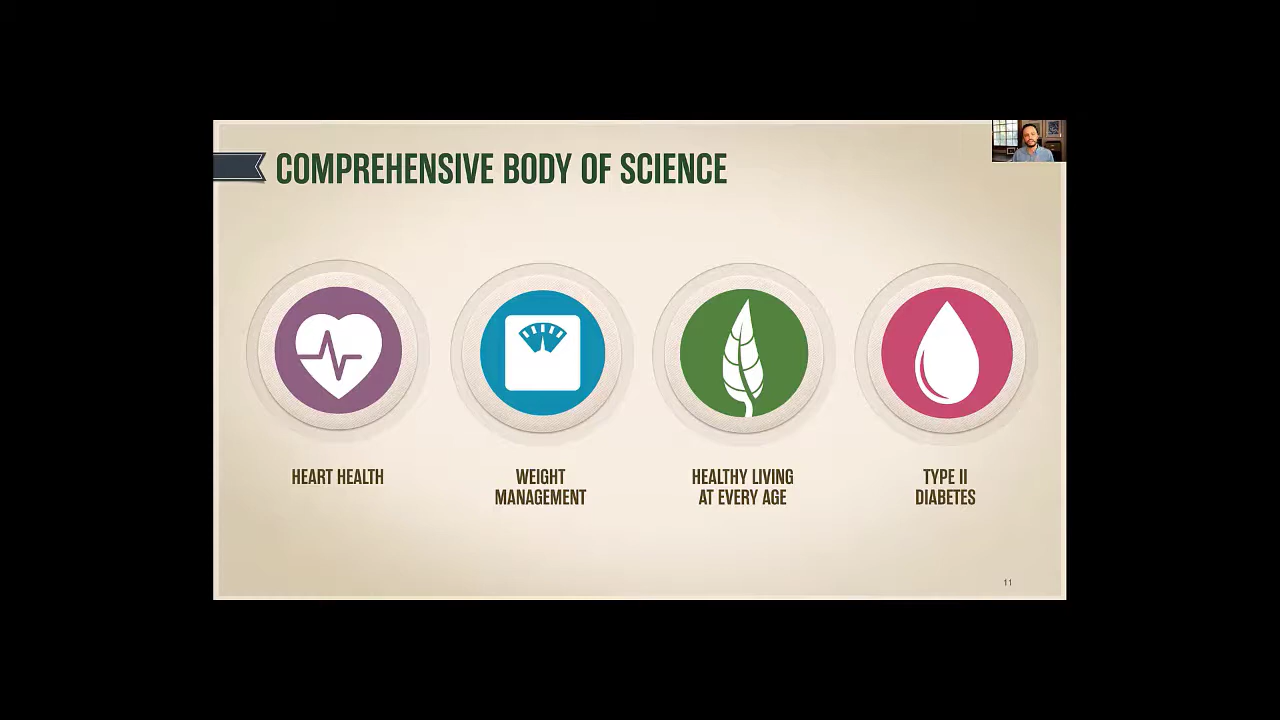 COMPREHENSIVE BODY OF SCIENCE
HEART HEALTH
WEIGHT
MANAGEMENT
HEALTHY LIVING
AT EVERY AGE
TYPE II
DIABETES
11